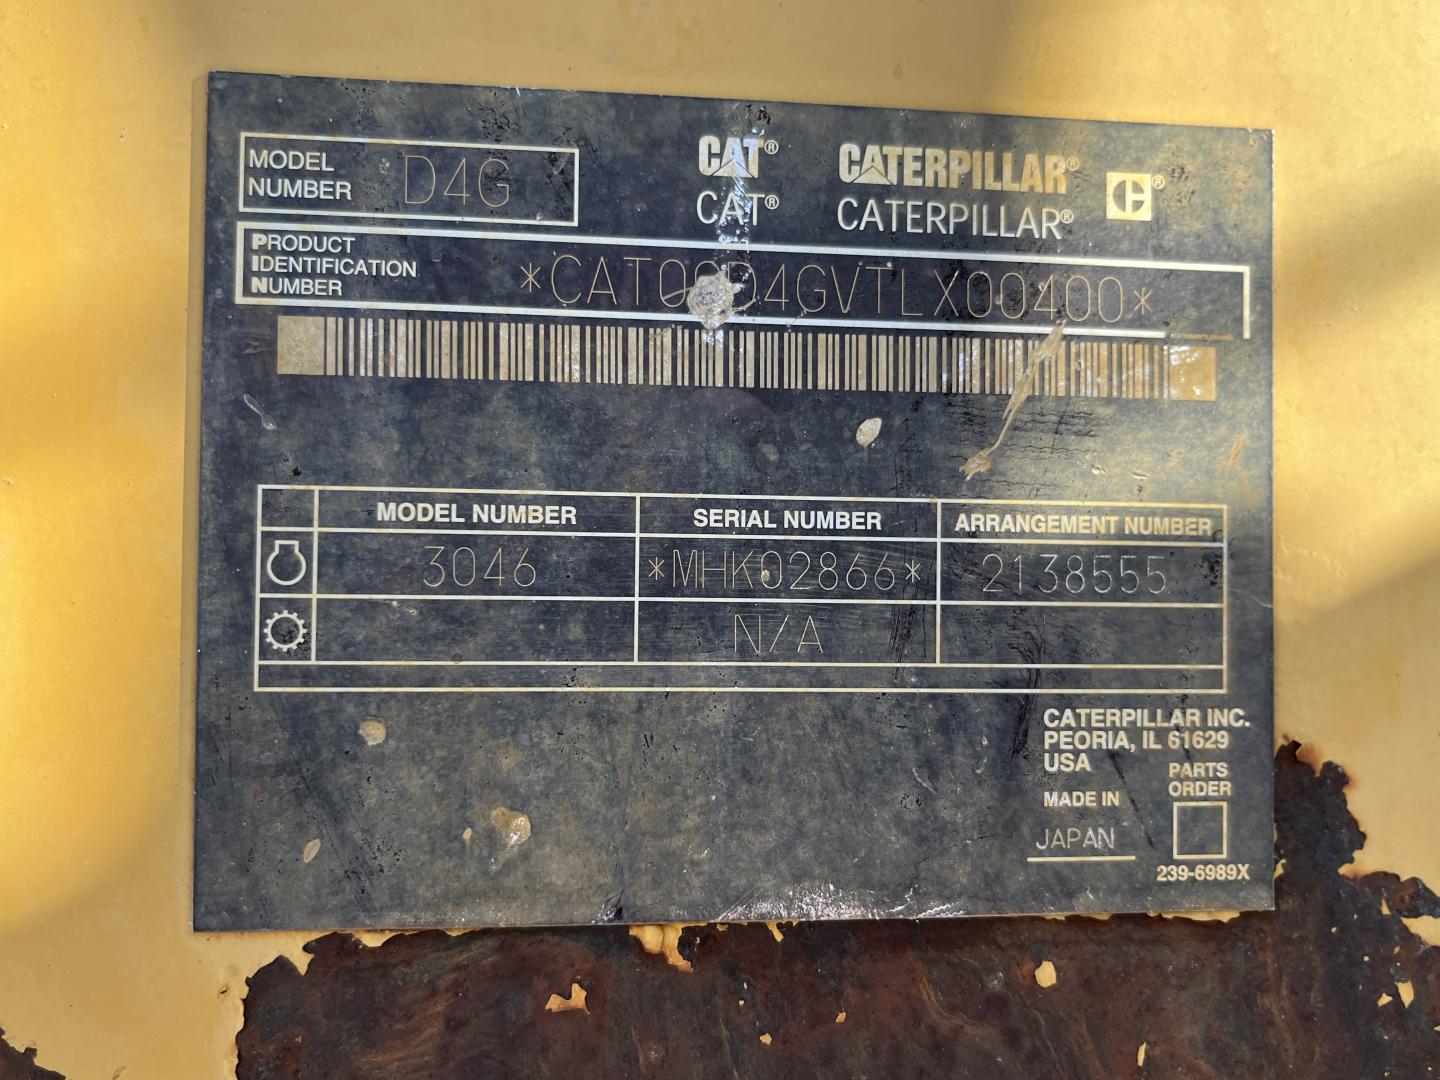 MODEL
NUMBER D4G
CAT® CATERPILLAR®
CAT® CATERPILLAR®
PRODUCT
IDENTIFICATION
NUMBER
*CAT00D4GVTLX00400*
MODEL NUMBER SERIAL NUMBER ARRANGEMENT NUMBER
3046 *MHK02866* 2138555
N/A
CATERPILLAR INC.
PEORIA, IL 61629
USA
PARTS
ORDER
MADE IN
JAPAN
239-6989X